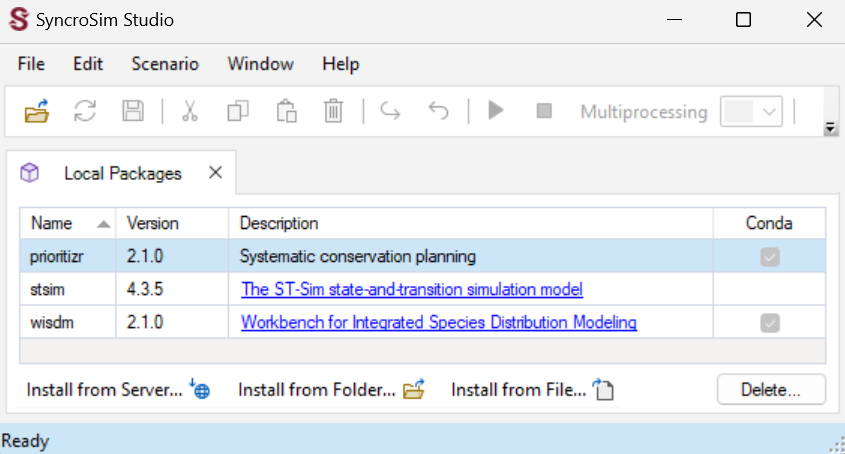 SyncroSim Studio
File Edit Scenario Window Help
Multiprocessing
Local Packages
Name Version Description Conda
prioritizr 2.1.0 Systematic conservation planning
stsim 4.3.5 The ST-Sim state-and-transition simulation model
wisdm 2.1.0 Workbench for Integrated Species Distribution Modeling
Install from Server... Install from Folder... Install from File... Delete...
Ready